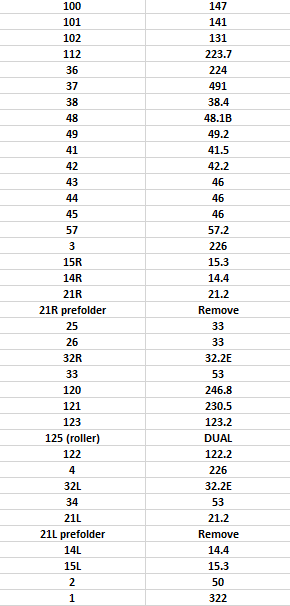 100 147
101 141
102 131
112 223.7
36 224
37 491
38 38.4
48 48.1B
49 49.2
41 41.5
42 42.2
43 46
44 46
45 46
57 57.2
3 226
15R 15.3
14R 14.4
21R 21.2
21R prefolder Remove
25 33
26 33
32R 32.2E
33 53
120 246.8
121 230.5
123 123.2
125 (roller) DUAL
122 122.2
4 226
32L 32.2E
34 53
21L 21.2
21L prefolder Remove
14L 14.4
15L 15.3
2 50
1 322